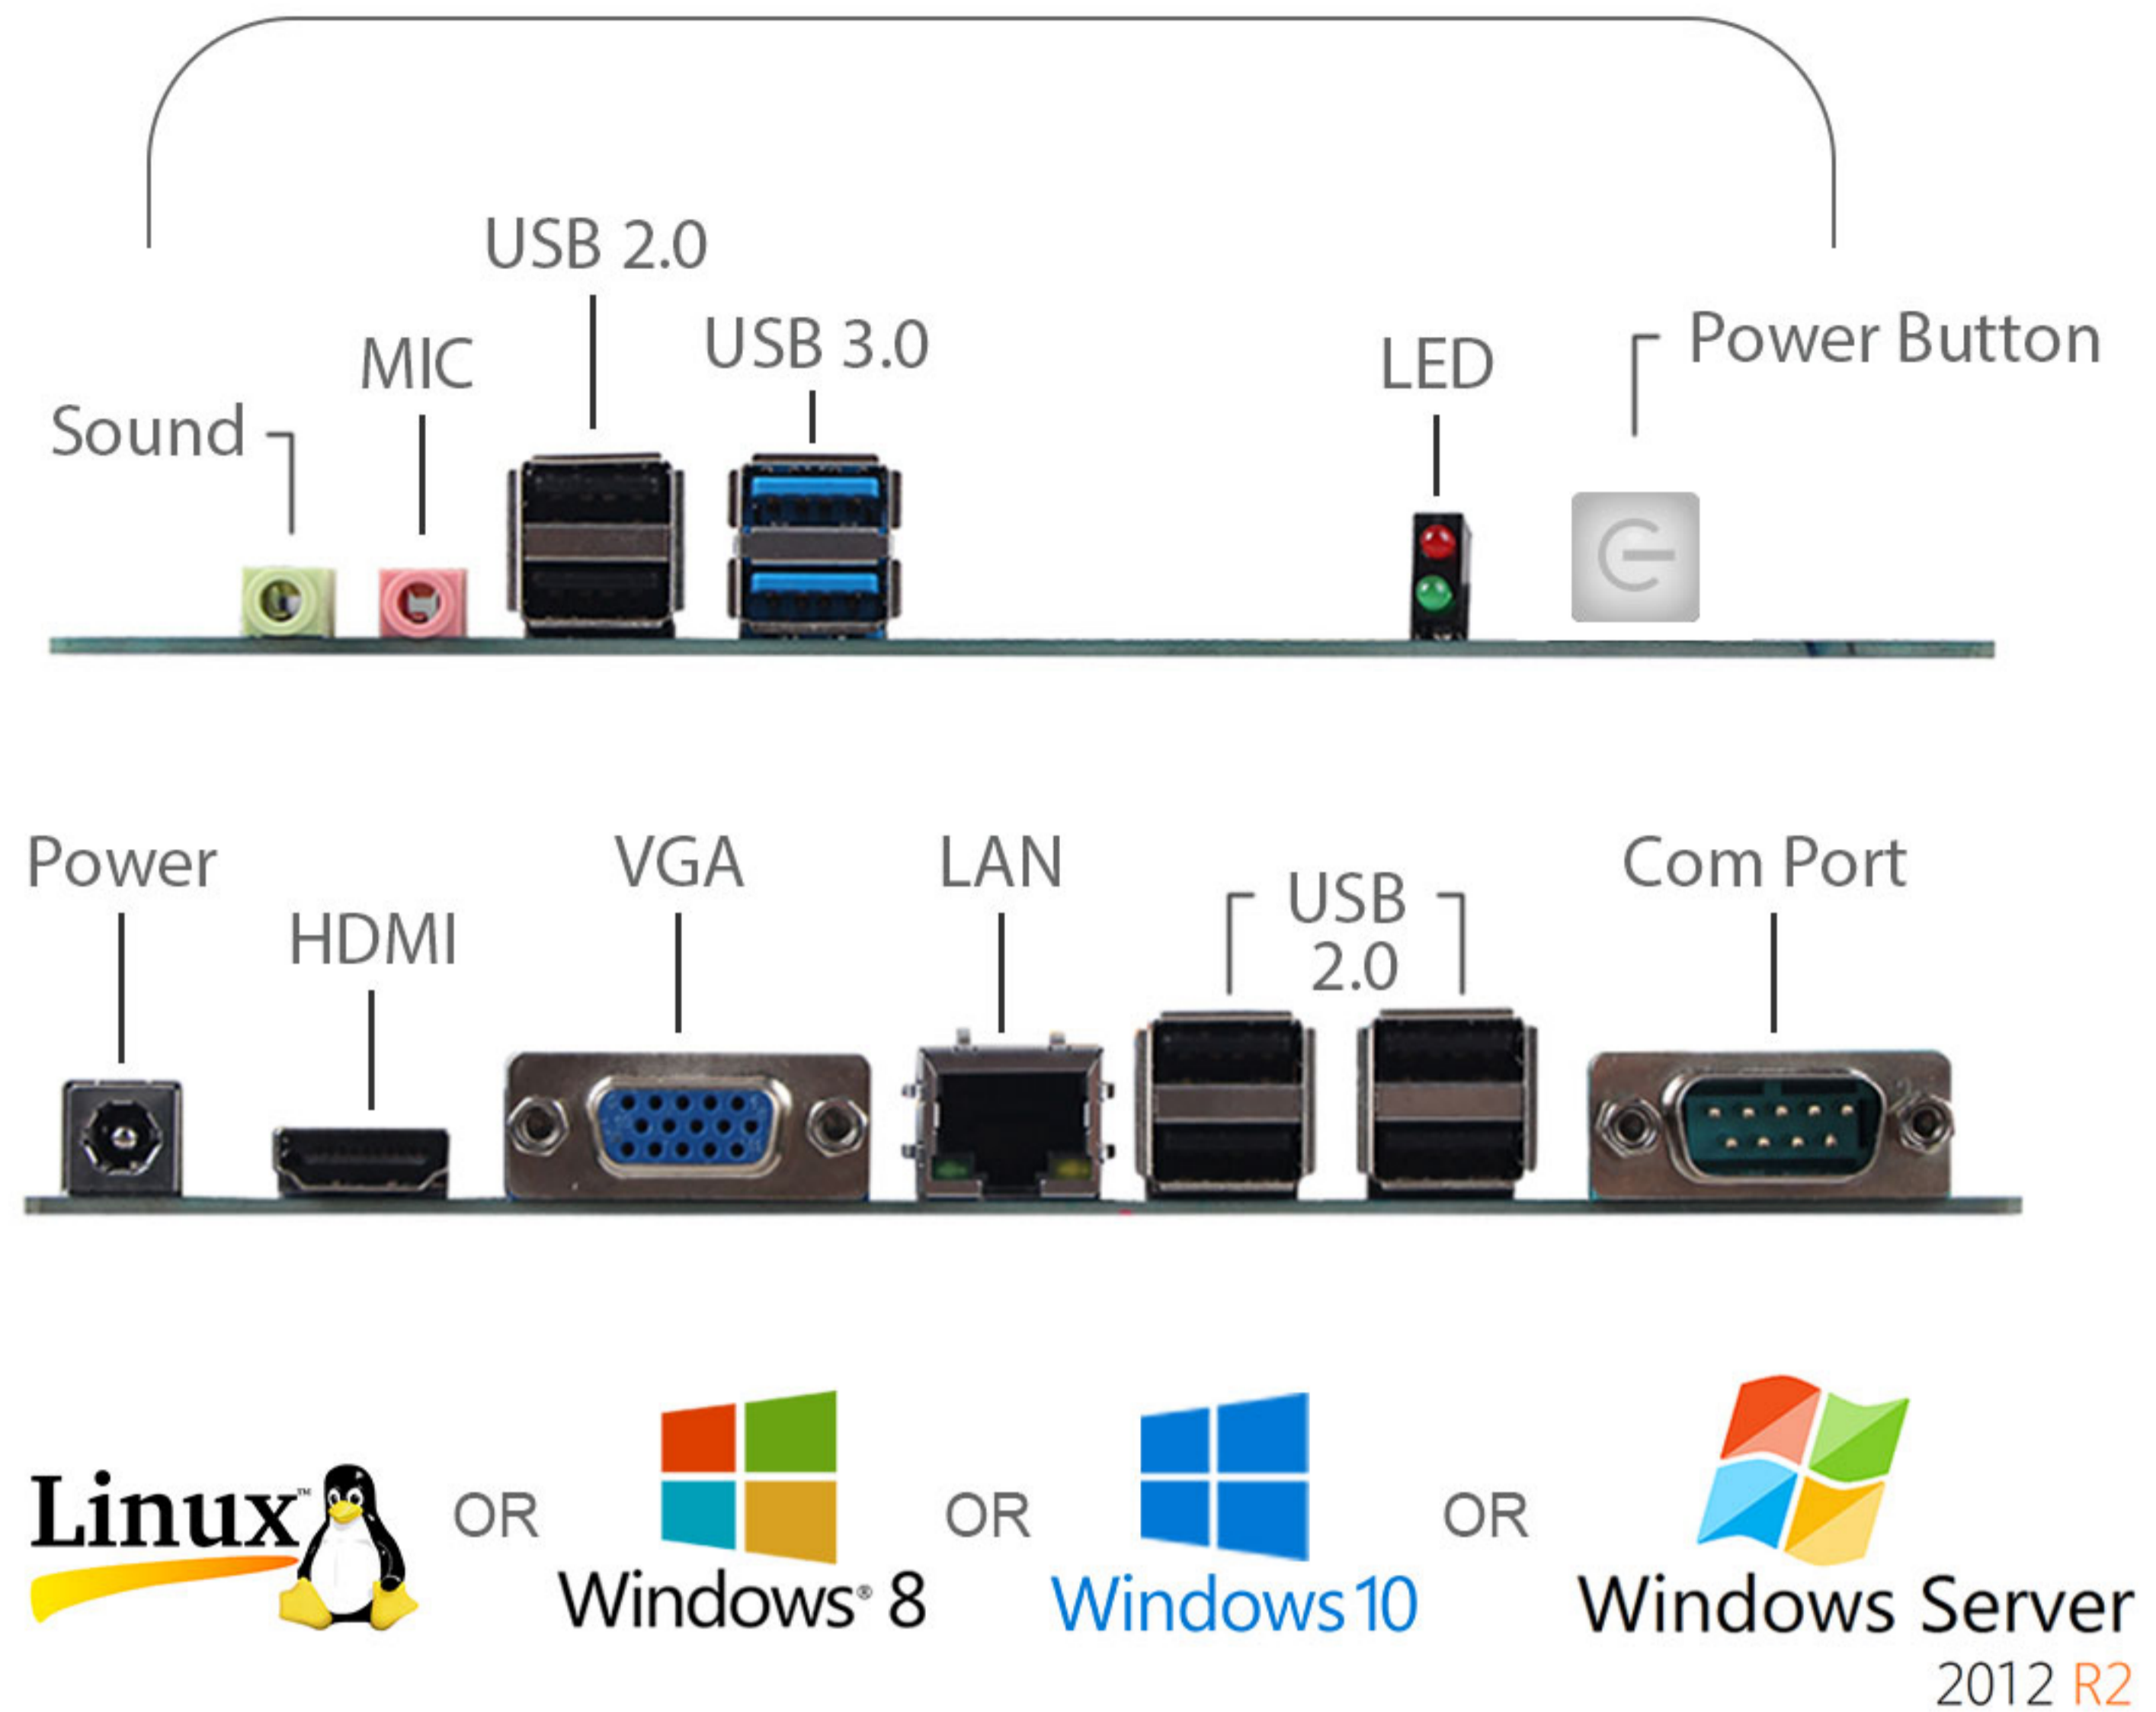 USB 2.0
USB 3.0
MIC
LED
Power Button
Sound
Power
HDMI
VGA
LAN
USB
2.0
Com Port
Linux™
OR
Windows® 8
OR
Windows 10
OR
Windows Server
2012 R2